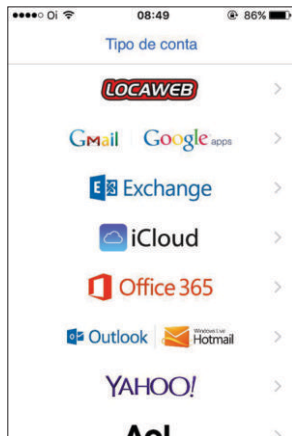 Oi 08:49 86%
Tipo de conta
LOCAWEB
GMail Google apps
E Exchange
iCloud
Office 365
Outlook Windows Live Hotmail
YAHOO!
Aol